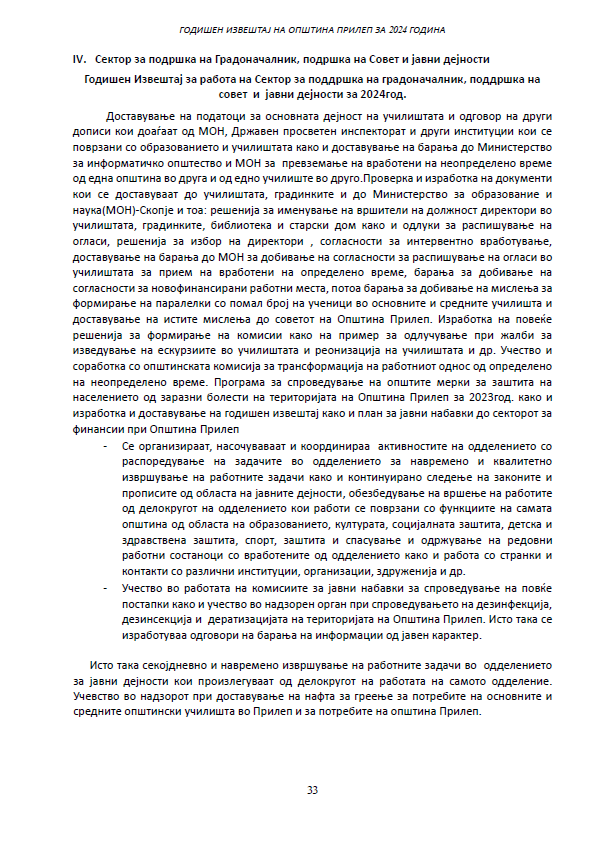 ГОДИШЕН ИЗВЕШТАЈ НА ОПШТИНА ПРИЛЕП ЗА 2024 ГОДИНА
IV. Сектор за подршка на Градоначалник, подршка на Совет и јавни дејности
Годишен Извештај за работа на Сектор за поддршка на градоначалник, поддршка на
совет и јавни дејности за 2024год.
Доставување на податоци за основната дејност на училиштата и одговор на други
дописи кои доаѓаат од МОН, Државен просветен инспекторат и други институции кои се
поврзани со образованието и училиштата како и доставување на барања до Министерство
за информатичко општество и МОН за превземање на вработени на неопределено време
од една општина во друга и од едно училиште во друго.Проверка и изработка на документи
кои се доставуваат до училиштата, градинките и до Министерство за образование и
наука(МОН)-Скопје и тоа: решенија за именување на вршители на должност директори во
училиштата, градинките, библиотека и старски дом како и одлуки за распишување на
огласи, решенија за избор на директори , согласности за интервентно вработување,
доставување на барања до МОН за добивање на согласности за распишување на огласи во
училиштата за прием на вработени на определено време, барања за добивање на
согласности за новофинансирани работни места, потоа барања за добивање на мислења за
формирање на паралелки со помал број на ученици во основните и средните училишта и
доставување на истите мислења до советот на Општина Прилеп. Изработка на повеќе
решенија за формирање на комисии како на пример за одлучување при жалби за
изведување на ескурзиите во училиштата и реонизација на училиштата и др. Учество и
соработка со општинската комисија за трансформација на работниот однос од определено
на неопределено време. Програма за спроведување на општите мерки за заштита на
населението од заразни болести на територијата на Општина Прилеп за 2023год. како и
изработка и доставување на годишен извештај како и план за јавни набавки до секторот за
финансии при Општина Прилеп
- Се организираат, насочуваваат и координираа активностите на одделението со
распоредување на задачите во одделението за навремено и квалитетно
извршување на работните задачи како и континуирано следење на законите и
прописите од областа на јавните дејности, обезбедување на вршење на работите
од делокругот на одделението кои работи се поврзани со функциите на самата
општина од областа на образованието, културата, социјалната заштита, детска и
здравствена заштита, спорт, заштита и спасување и одржување на редовни
работни состаноци со вработените од одделението како и работа со странки и
контакти со различни институции, организации, здруженија и др.
- Учество во работата на комисиите за јавни набавки за спроведување на повќе
постапки како и учество во надзорен орган при спроведувањето на дезинфекција,
дезинсекција и дератизацијата на територијата на Општина Прилеп. Исто така се
изработуваа одговори на барања на информации од јавен карактер.
Исто така секојдневно и навремено извршување на работните задачи во одделението
за јавни дејности кои произлегуваат од делокругот на работата на самото одделение.
Учевство во надзорот при доставување на нафта за греење за потребите на основните и
средните општински училишта во Прилеп и за потребите на општина Прилеп.
33